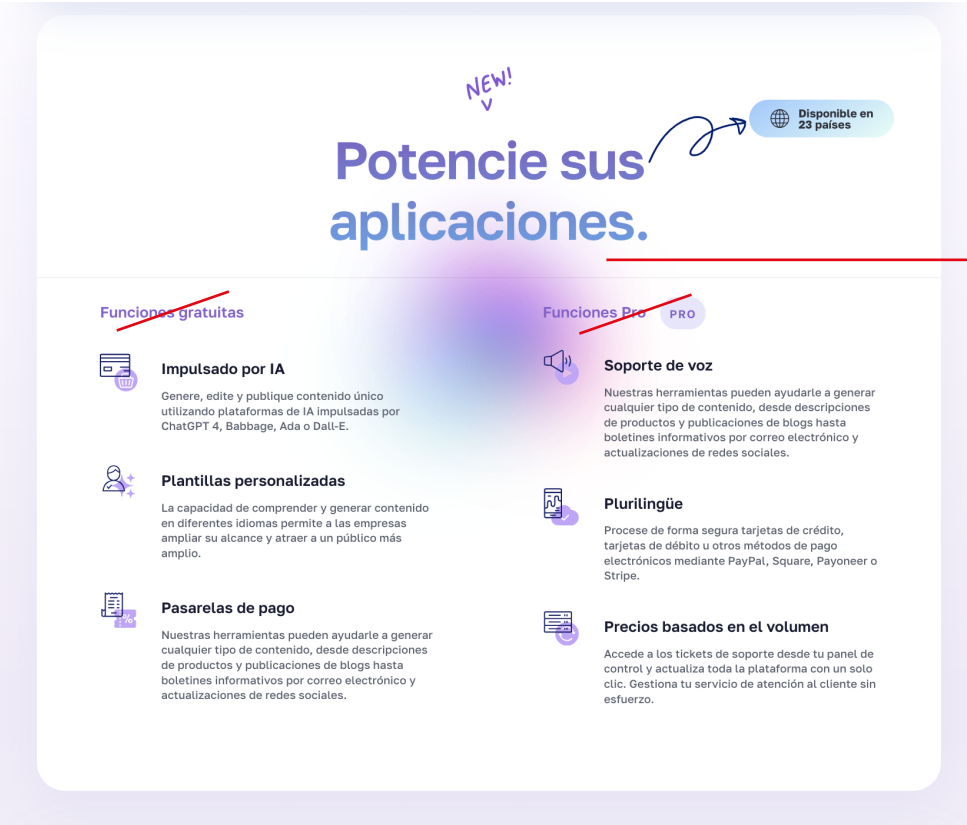 NEW!
Disponible en
23 países
Potencie sus
aplicaciones.
Funciones gratuitas
Impulsado por IA
Genere, edite y publique contenido único
utilizando plataformas de IA impulsadas por
ChatGPT 4, Babbage, Ada o Dall-E.
Plantillas personalizadas
La capacidad de comprender y generar contenido
en diferentes idiomas permite a las empresas
ampliar su alcance y atraer a un público más
amplio.
Pasarelas de pago
Nuestras herramientas pueden ayudarle a generar
cualquier tipo de contenido, desde descripciones
de productos y publicaciones de blogs hasta
boletines informativos por correo electrónico y
actualizaciones de redes sociales.
Funciones Pro PRO
Soporte de voz
Nuestras herramientas pueden ayudarle a generar
cualquier tipo de contenido, desde descripciones
de productos y publicaciones de blogs hasta
boletines informativos por correo electrónico y
actualizaciones de redes sociales.
Plurilingüe
Procese de forma segura tarjetas de crédito,
tarjetas de débito u otros métodos de pago
electrónicos mediante PayPal, Square, Payoneer o
Stripe.
Precios basados en el volumen
Accede a los tickets de soporte desde tu panel de
control y actualiza toda la plataforma con un solo
clic. Gestiona tu servicio de atención al cliente sin
esfuerzo.